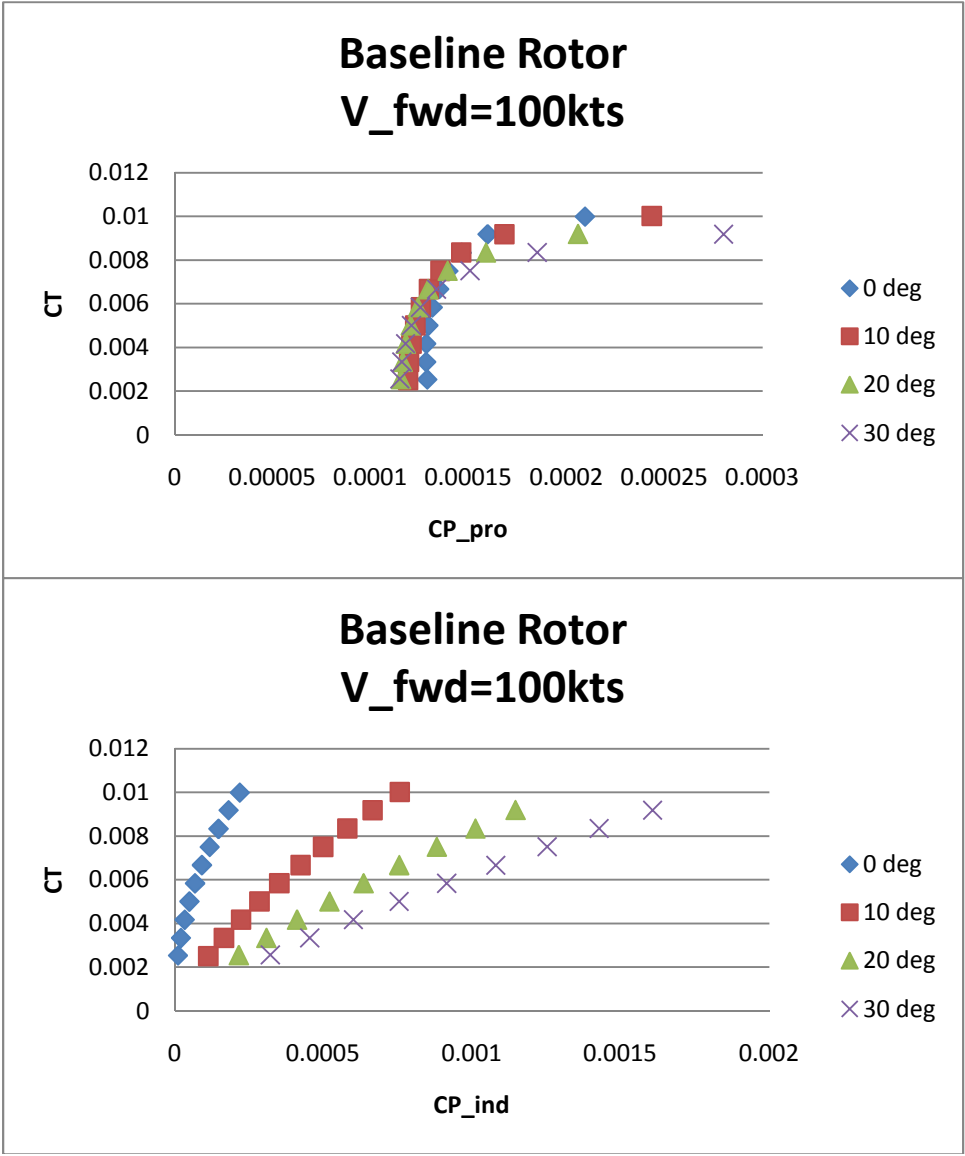 Baseline Rotor
V_fwd=100kts
0.012
0.01
0.008
0.006
0.004
0.002
0
CT
0 0.00005 0.0001 0.00015 0.0002 0.00025 0.0003
CP_pro
0 deg
10 deg
20 deg
30 deg
Baseline Rotor
V_fwd=100kts
0.012
0.01
0.008
0.006
0.004
0.002
0
CT
0 0.0005 0.001 0.0015 0.002
CP_ind
0 deg
10 deg
20 deg
30 deg